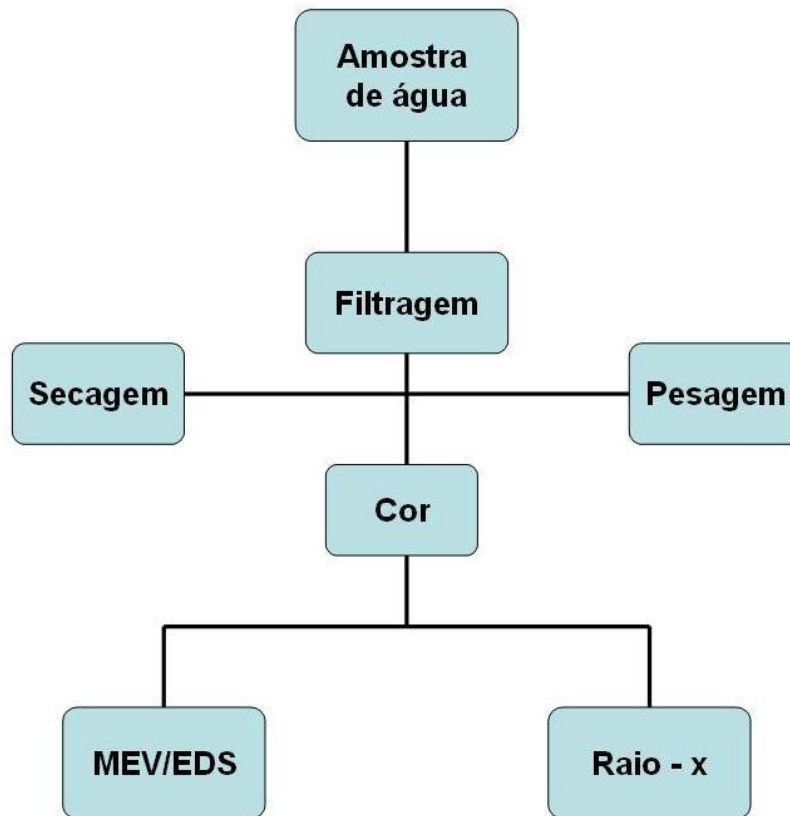 Amostra
de água
Filtragem
Secagem
Pesagem
Cor
MEV/EDS
Raio - x